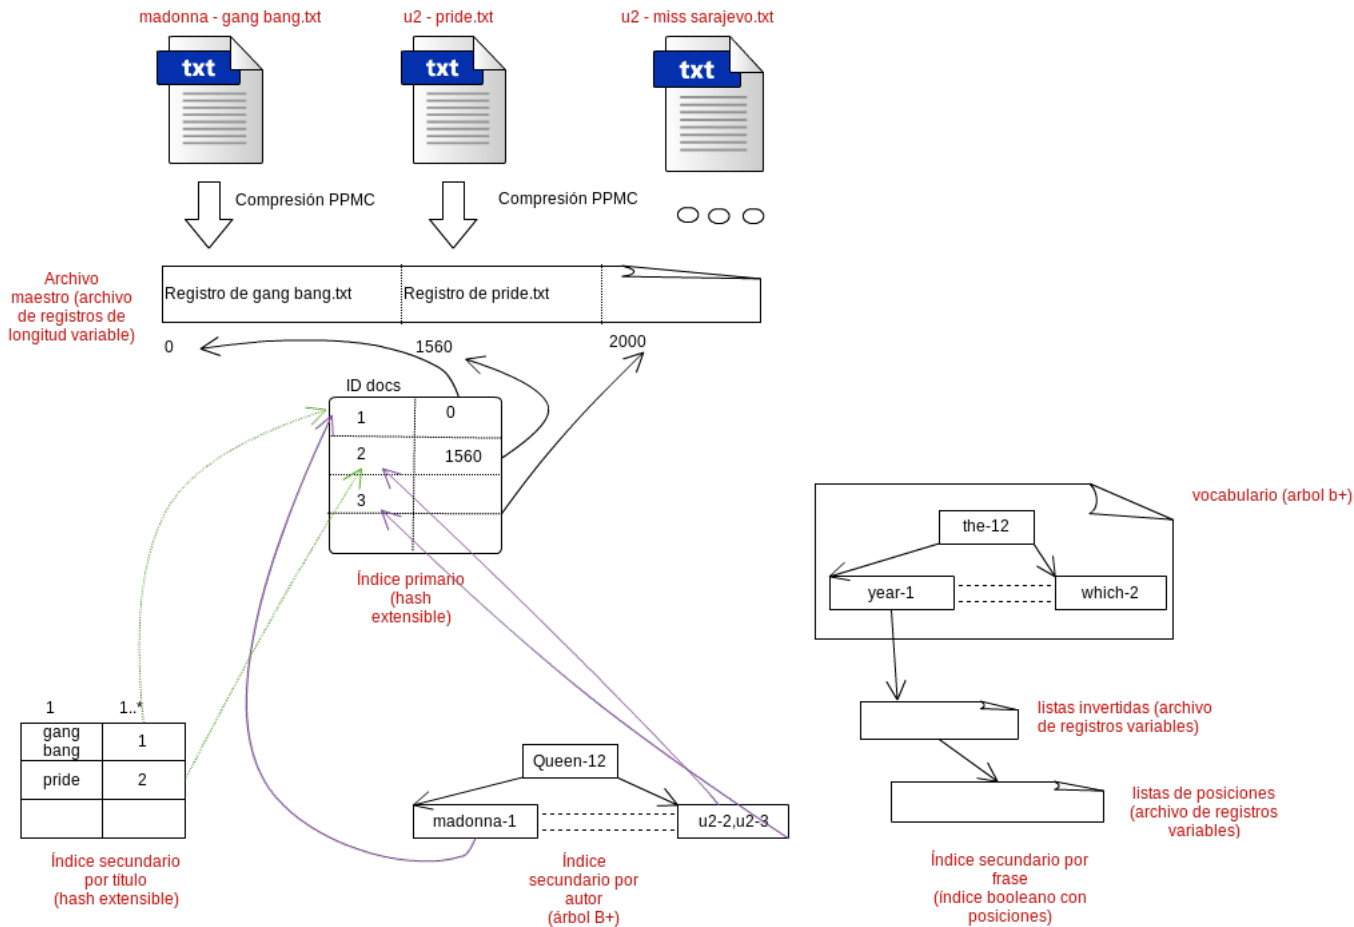 madonna - gang bang.txt
u2 - pride.txt
u2 - miss sarajevo.txt
txt
txt
txt
Compresión PPMC
Compresión PPMC
Archivo
maestro (archivo
de registros de
longitud variable)
Registro de gang bang.txt
Registro de pride.txt
0
1560
2000
ID docs
1
0
2
1560
3
Índice primario
(hash
extensible)
vocabulario (arbol b+)
the-12
year-1
which-2
listas invertidas (archivo
de registros variables)
listas de posiciones
(archivo de registros
variables)
Índice secundario por
frase
(índice booleano con
posiciones)
1
1..*
gang
bang
1
pride
2
Índice secundario
por título
(hash extensible)
Queen-12
madonna-1
u2-2,u2-3
Índice
secundario por
autor
(árbol B+)